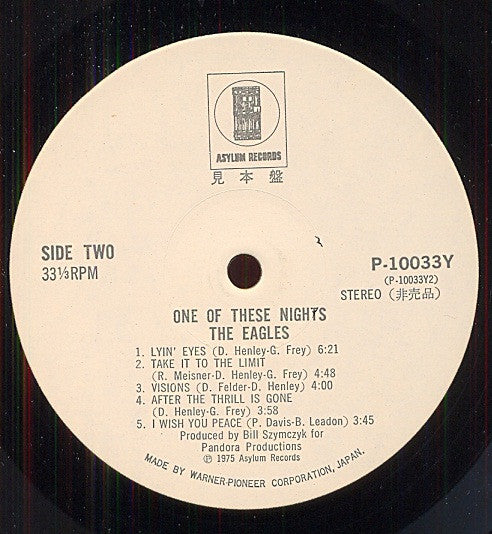 ASYLUM RECORDS
見本盤
SIDE TWO
33⅓RPM
P-10033Y
(P-10033Y2)
STEREO (非売品)
ONE OF THESE NIGHTS
THE EAGLES
1. LYIN' EYES (D. Henley-G. Frey) 6:21
2. TAKE IT TO THE LIMIT
(R. Meisner-D. Henley-G. Frey) 4:48
3. VISIONS (D. Felder-D. Henley) 4:00
4. AFTER THE THRILL IS GONE
(D. Henley-G. Frey) 3:58
5. I WISH YOU PEACE (P. Davis-B. Leadon) 3:45
Produced by Bill Szymczyk for
Pandora Productions
℗ 1975 Asylum Records
MADE BY WARNER-PIONEER CORPORATION, JAPAN.